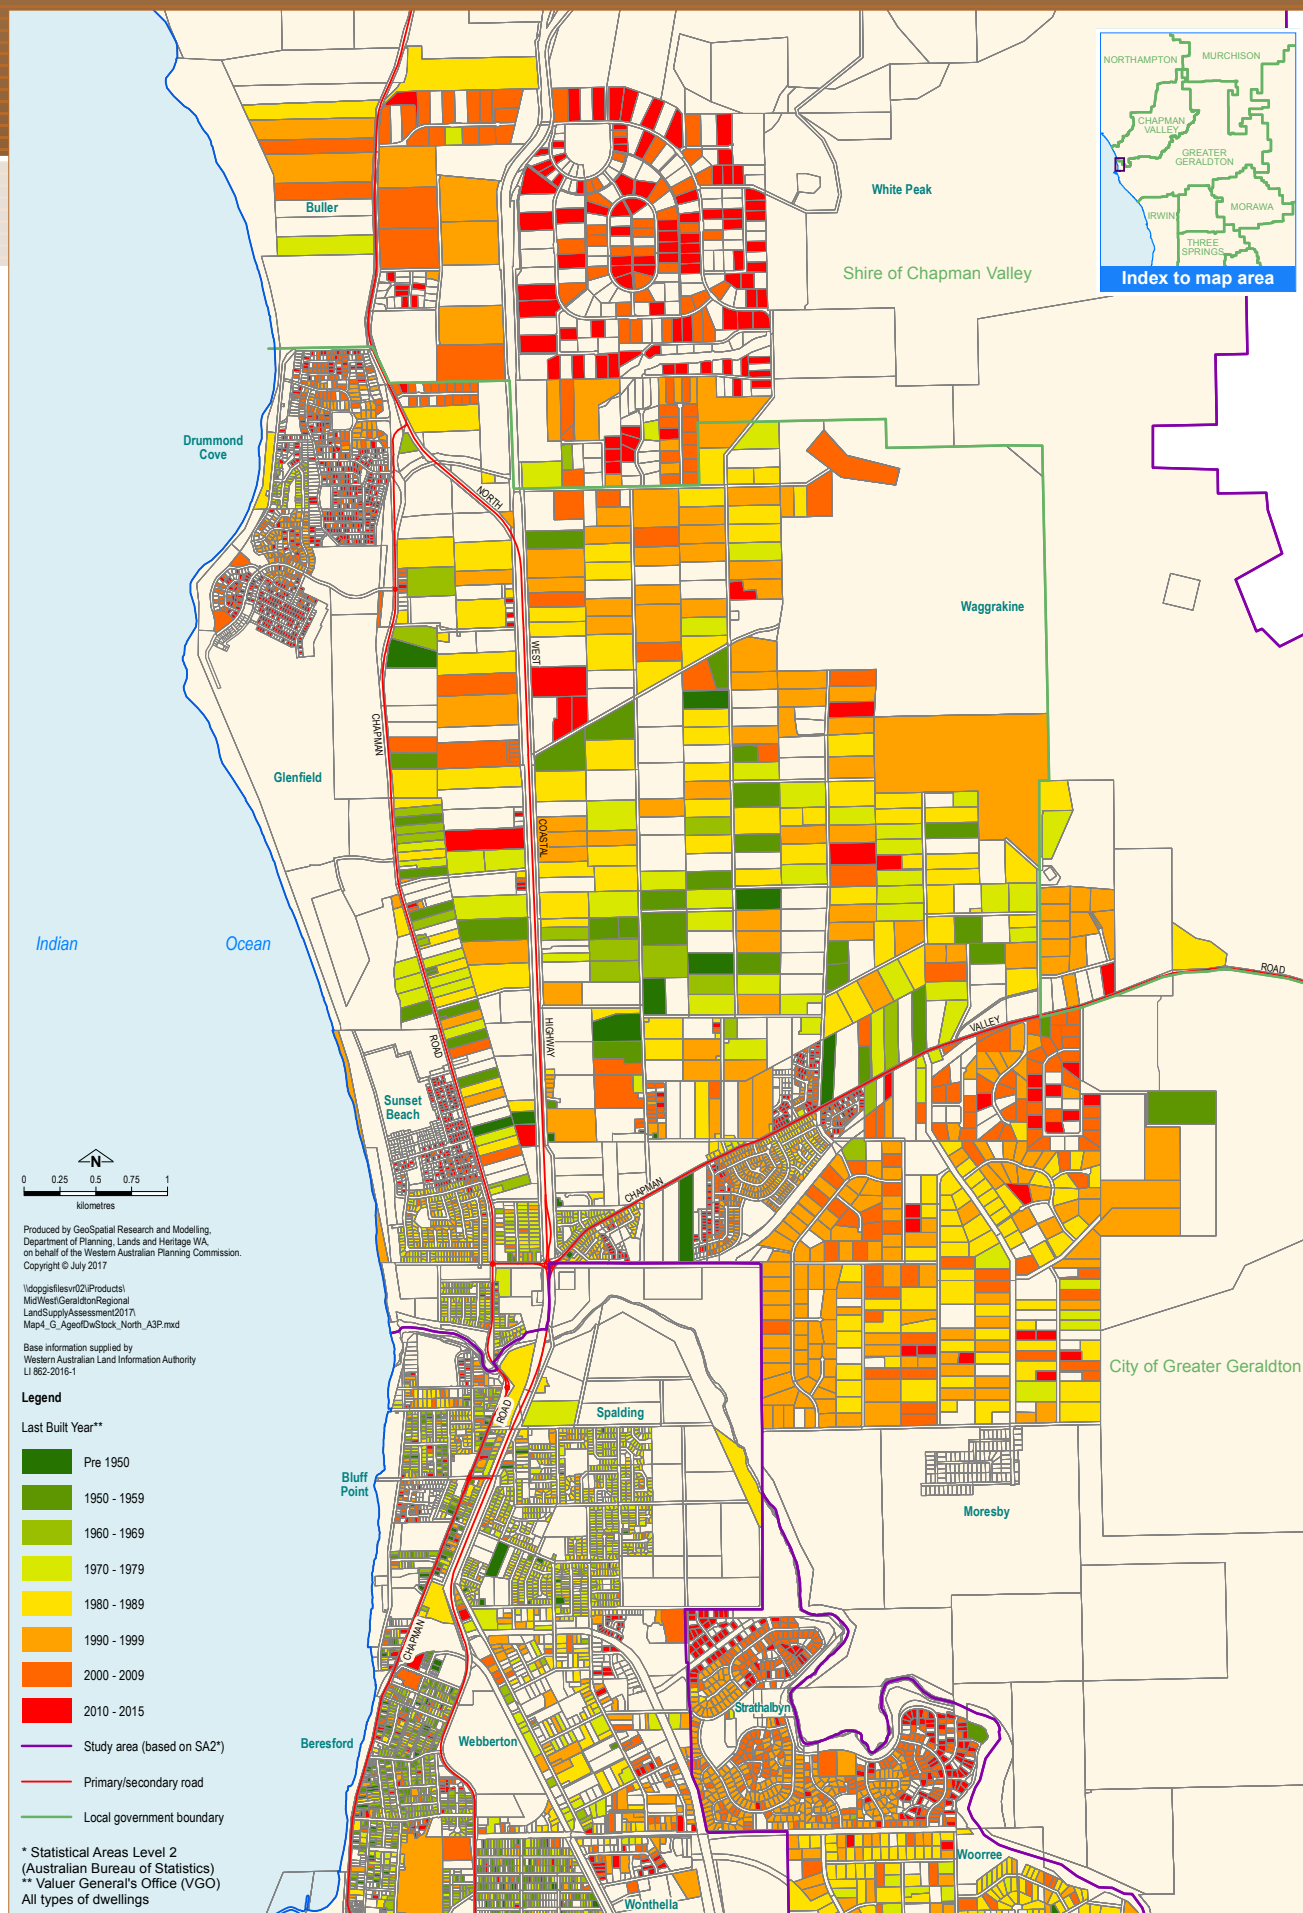 NORTHAMPTON
MURCHISON
CHAPMAN
VALLEY
GREATER
GERALDTON
IRWIN
MORAWA
THREE
SPRINGS
Index to map area
White Peak
Buller
Shire of Chapman Valley
Drummond
Cove
NORTH
Waggrakine
WEST
CHAPMAN
Glenfield
COASTAL
Indian
Ocean
ROAD
HIGHWAY
VALLEY
ROAD
Sunset
Beach
N
0
0.25
0.5
0.75
1
kilometres
CHAPMAN
Produced by GeoSpatial Research and Modelling,
Department of Planning, Lands and Heritage WA,
on behalf of the Western Australian Planning Commission.
Copyright © July 2017
\\dopgisfilesvr02\iProducts\
MidWest\GeraldtonRegional
LandSupplyAssessment2017\
Map4_G_AgeofDwStock_North_A3P.mxd
Base information supplied by
Western Australian Land Information Authority
LI 862-2016-1
City of Greater Geraldton
ROAD
Spalding
Bluff
Point
Moresby
Legend
Last Built Year**
Pre 1950
1950 - 1959
1960 - 1969
1970 - 1979
1980 - 1989
1990 - 1999
2000 - 2009
2010 - 2015
Study area (based on SA2*)
Primary/secondary road
Local government boundary
CHAPMAN
Strathalbyn
Beresford
Webberton
Woorree
Wonthella
* Statistical Areas Level 2
(Australian Bureau of Statistics)
** Valuer General's Office (VGO)
All types of dwellings